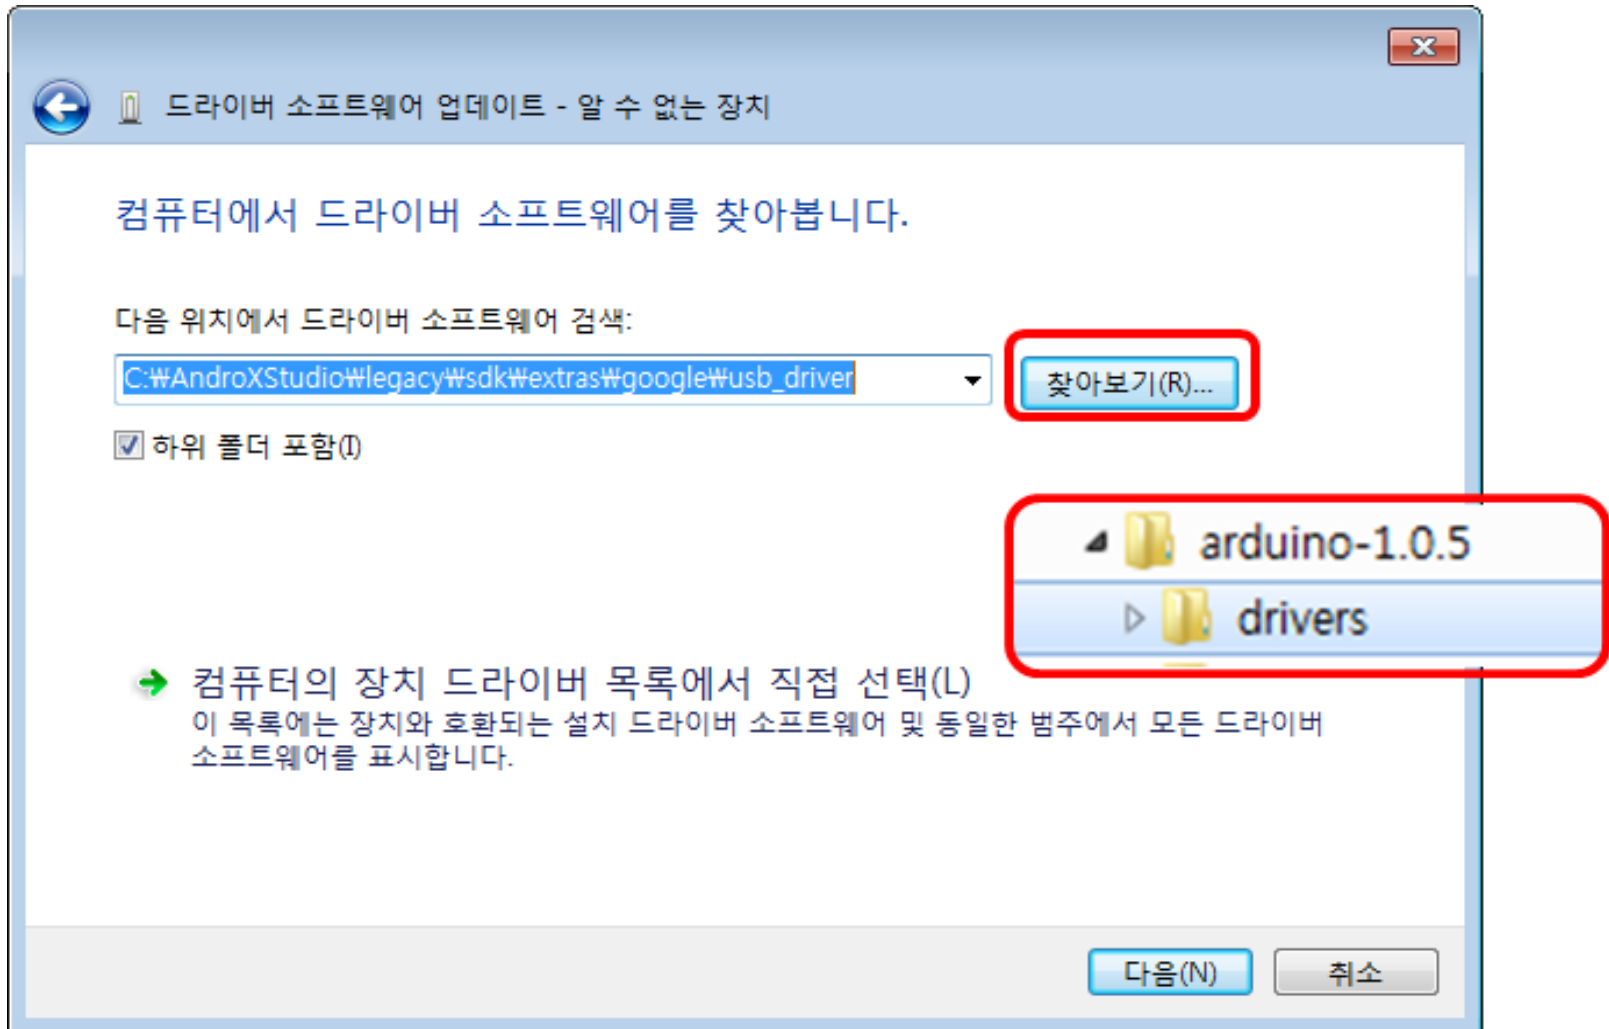 드라이버 소프트웨어 업데이트 - 알 수 없는 장치
컴퓨터에서 드라이버 소프트웨어를 찾아봅니다.
다음 위치에서 드라이버 소프트웨어 검색:
C:₩AndroXStudio₩legacy₩sdk₩extras₩google₩usb_driver
찾아보기(R)...
하위 폴더 포함(I)
arduino-1.0.5
drivers
컴퓨터의 장치 드라이버 목록에서 직접 선택(L)
이 목록에는 장치와 호환되는 설치 드라이버 소프트웨어 및 동일한 범주에서 모든 드라이버
소프트웨어를 표시합니다.
다음(N)
취소